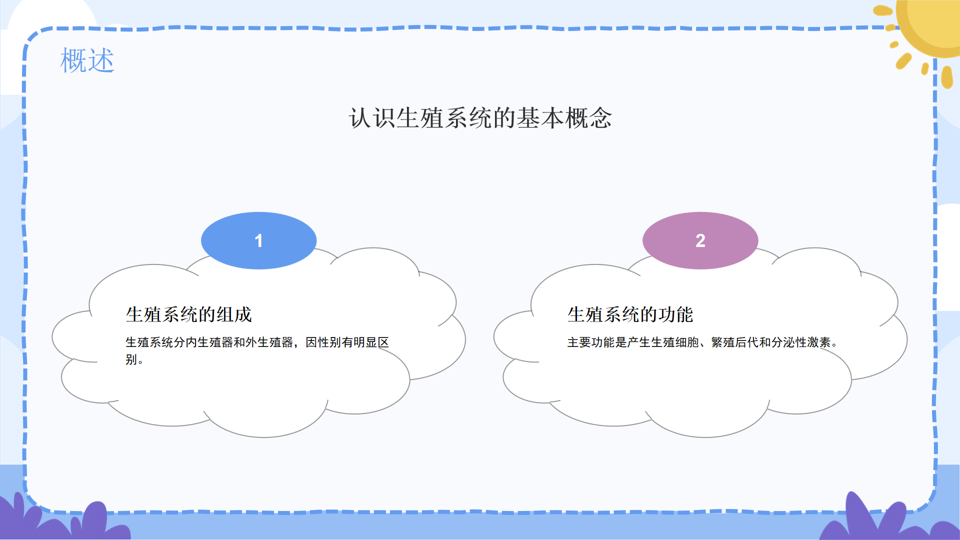 概述
认识生殖系统的基本概念
1
生殖系统的组成
生殖系统分内生殖器和外生殖器，因性别有明显区
别。
2
生殖系统的功能
主要功能是产生生殖细胞、繁殖后代和分泌性激素。